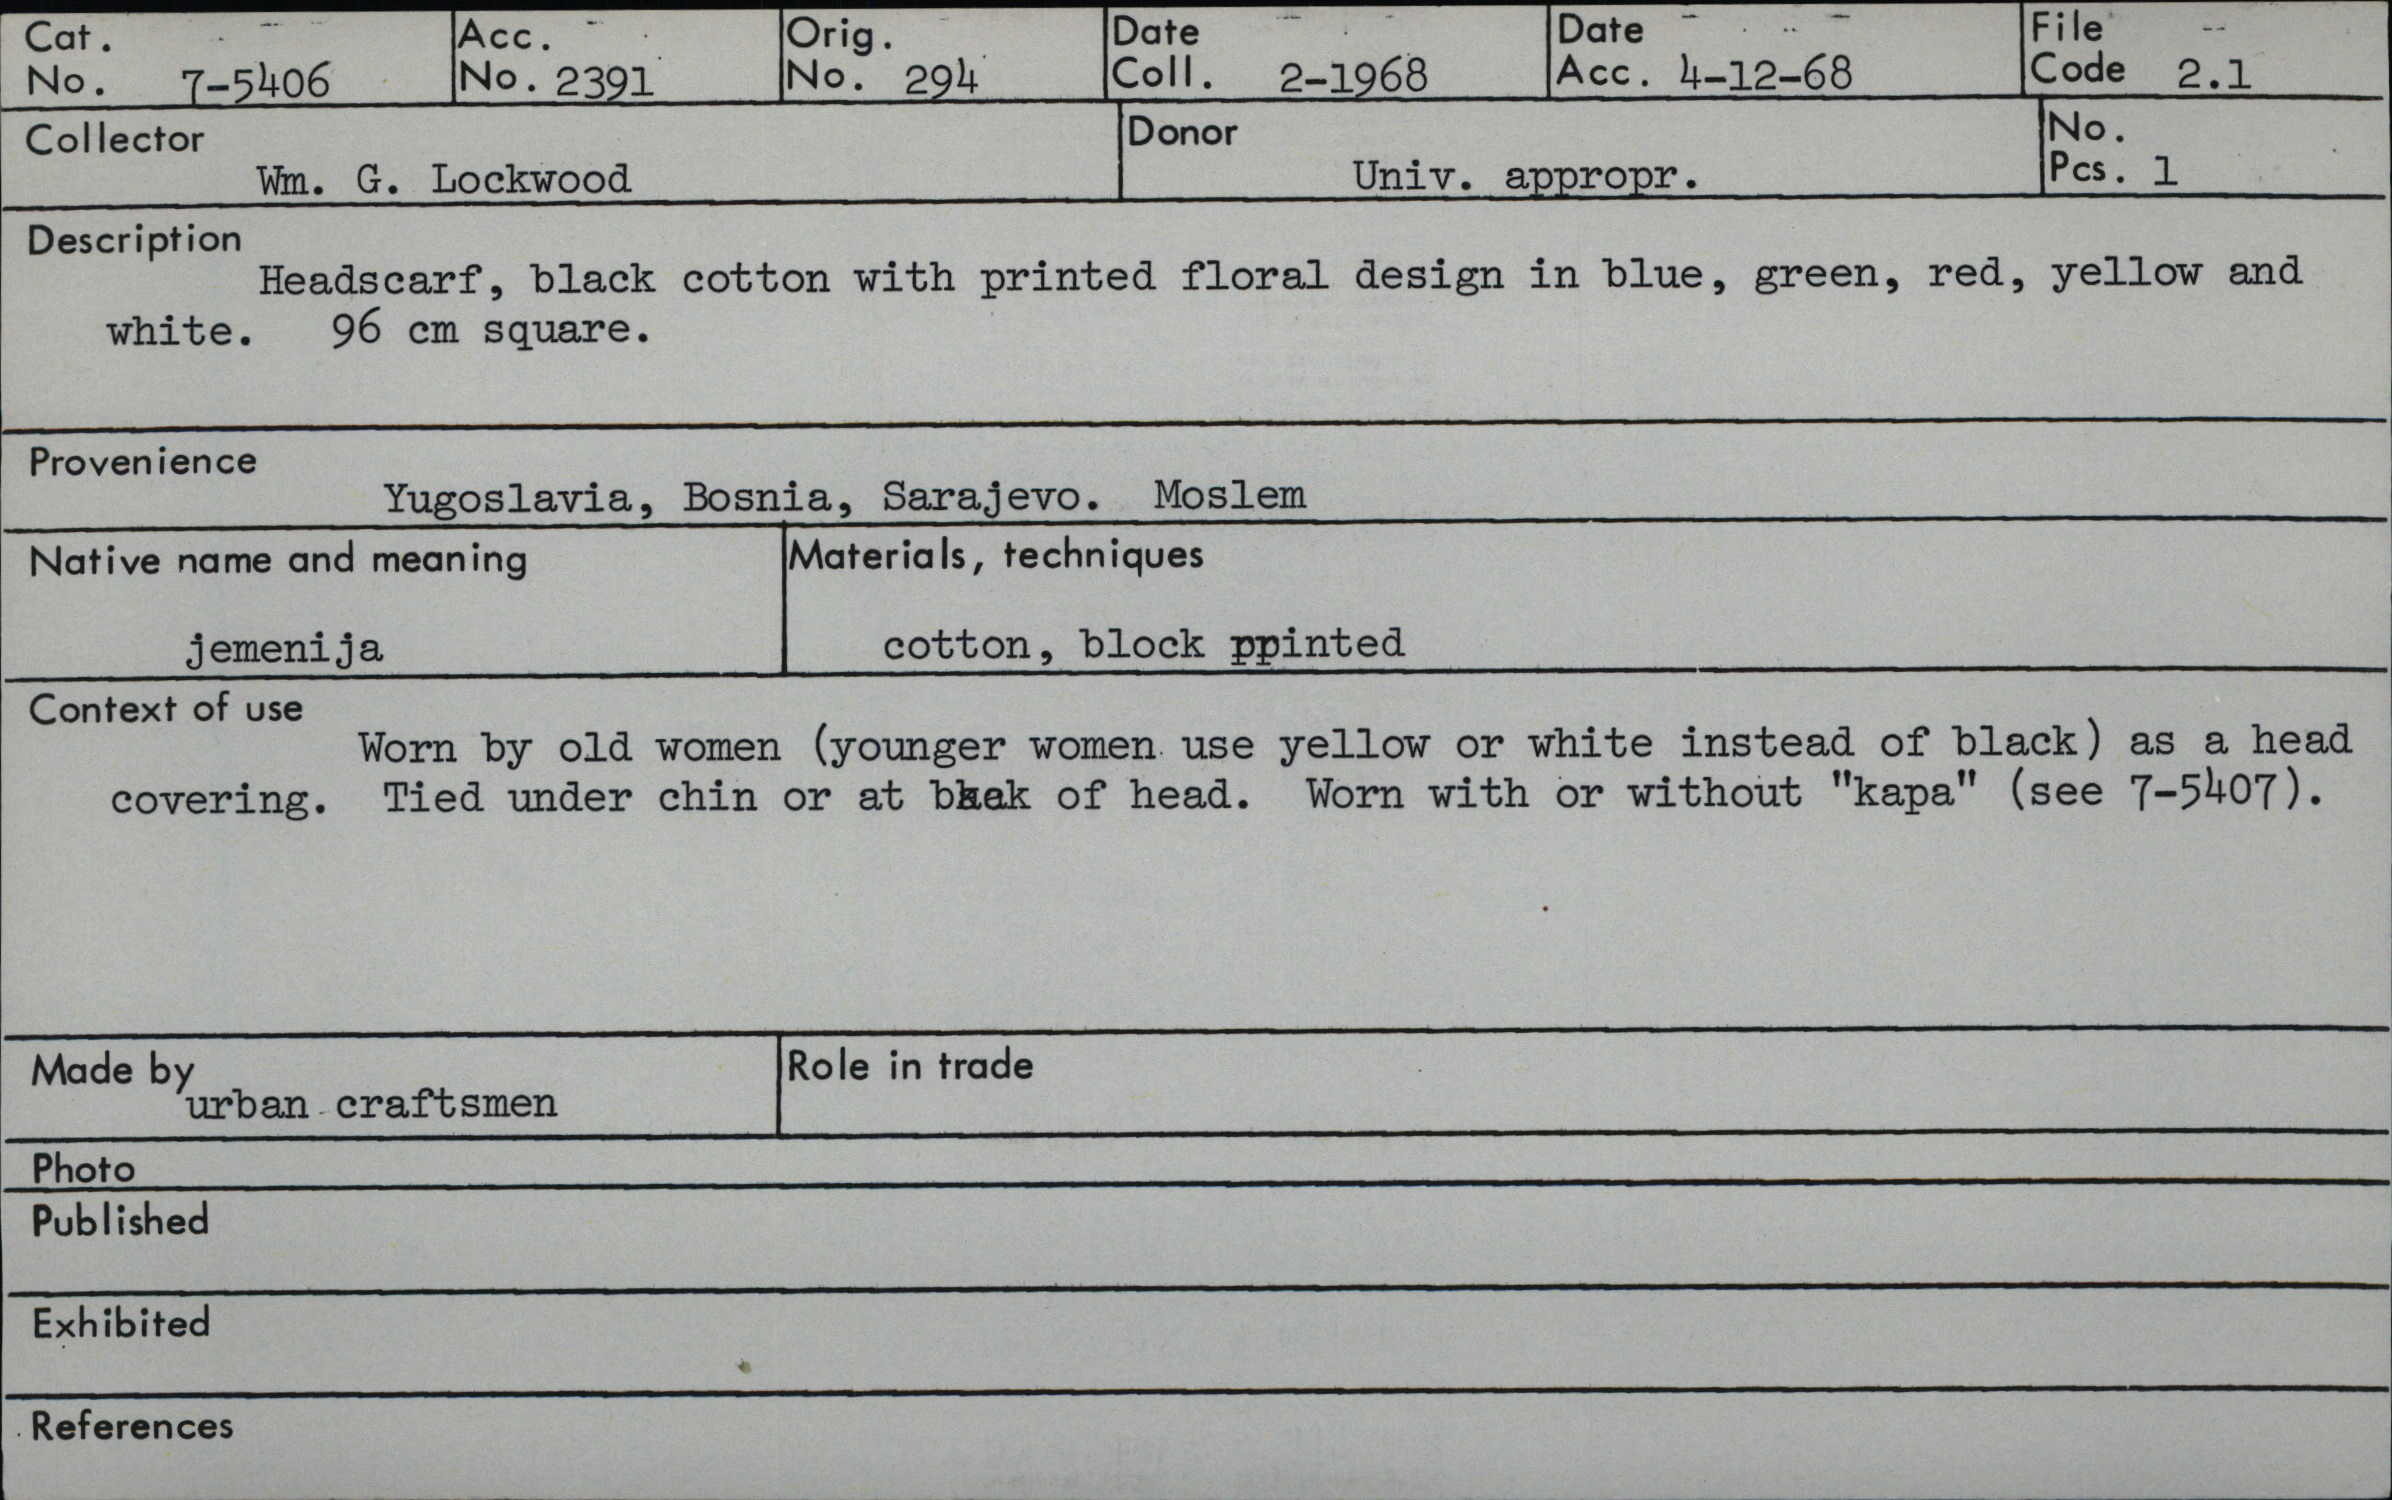 Cat. No. 7-5406
Acc. No. 2391
Orig. No. 294
Date Coll. 2-1968
Date Acc. 4-12-68
File Code 2.1
Collector
Wm. G. Lockwood
Donor
Univ. appropr.
No. Pcs. 1
Description
Headscarf, black cotton with printed floral design in blue, green, red, yellow and
white. 96 cm square.
Provenience
Yugoslavia, Bosnia, Sarajevo. Moslem
Native name and meaning
jemenija
Materials, techniques
cotton, block printed
Context of use
Worn by old women (younger women use yellow or white instead of black) as a head
covering. Tied under chin or at back of head. Worn with or without "kapa" (see 7-5407).
Made by
urban craftsmen
Role in trade
Photo
Published
Exhibited
References